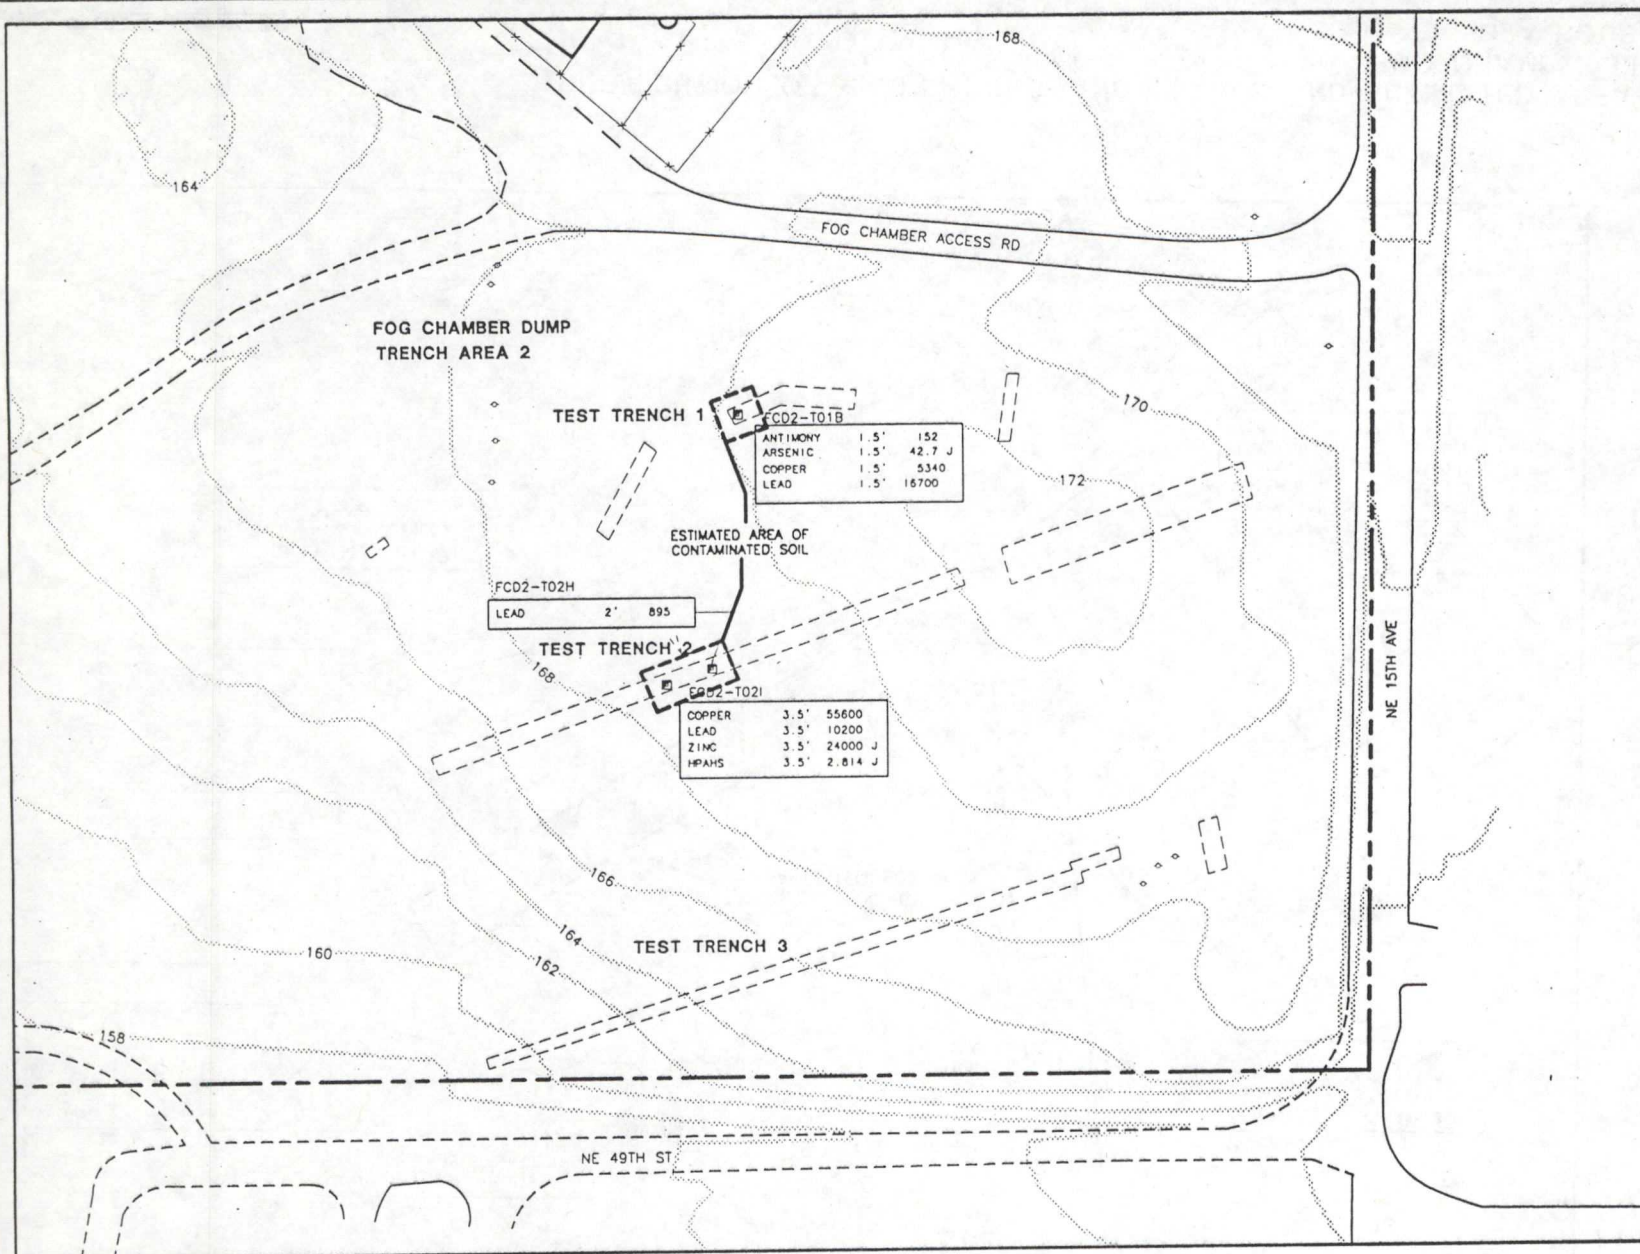 168
164
FOG CHAMBER ACCESS RD
FOG CHAMBER DUMP
TRENCH AREA 2
170
TEST TRENCH 1
FCD2-T01B
ANTIMONY 1.5' 152
ARSENIC 1.5' 42.7 J
COPPER 1.5' 5340
LEAD 1.5' 16700
172
ESTIMATED AREA OF
CONTAMINATED SOIL
FCD2-T02H
LEAD 2' 895
NE 15TH AVE
TEST TRENCH 2
168
FCD2-T02I
COPPER 3.5' 55600
LEAD 3.5' 10200
ZINC 3.5' 24000 J
HPAHS 3.5' 2.814 J
166
164
TEST TRENCH 3
160
162
158
NE 49TH ST